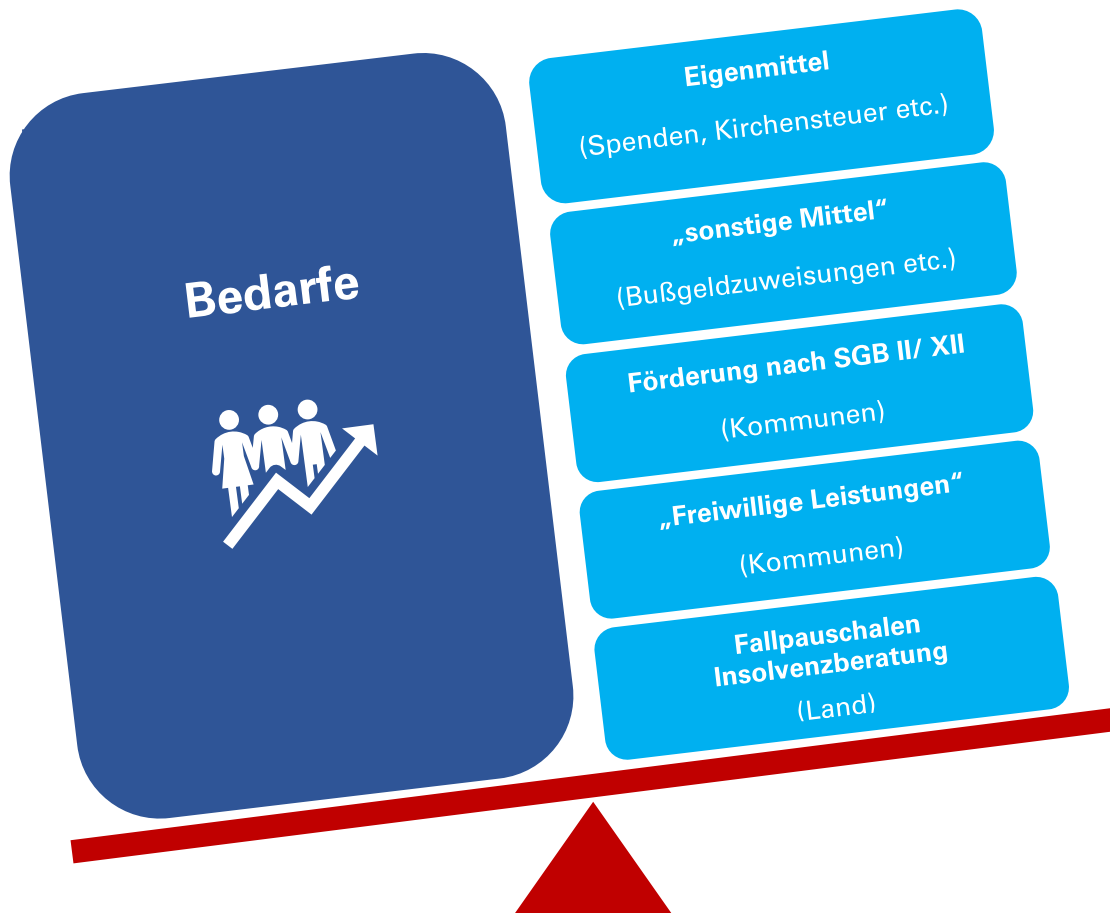 Bedarfe
Eigenmittel
(Spenden, Kirchensteuer etc.)
„sonstige Mittel“
(Bußgeldzuweisungen etc.)
Förderung nach SGB II/ XII
(Kommunen)
„Freiwillige Leistungen“
(Kommunen)
Fallpauschalen
Insolvenzberatung
(Land)